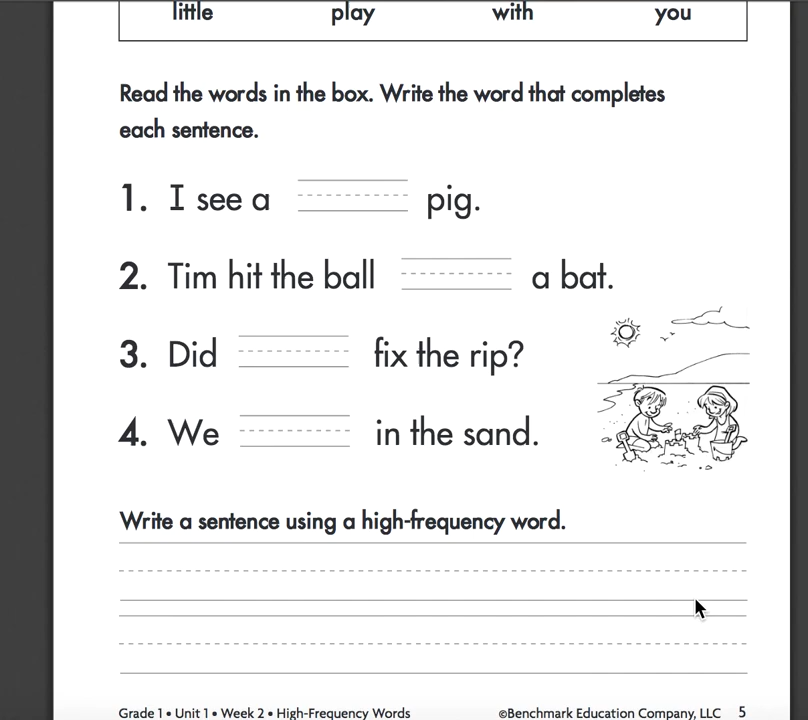 little play with you
Read the words in the box. Write the word that completes
each sentence.
1. I see a pig.
2. Tim hit the ball a bat.
3. Did fix the rip?
4. We in the sand.
Write a sentence using a high-frequency word.
Grade 1 • Unit 1 • Week 2 • High-Frequency Words ©Benchmark Education Company, LLC 5